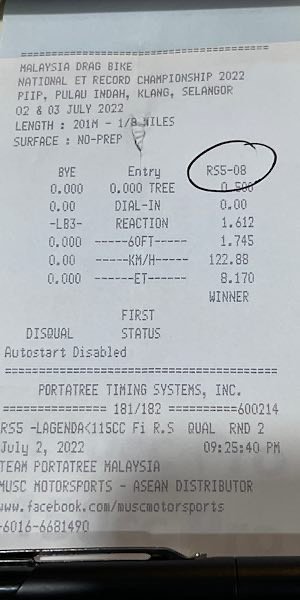 MALAYSIA DRAG BIKE
NATIONAL ET RECORD CHAMPIONSHIP 2022
PIIP, PULAU INDAH, KLANG, SELANGOR
02 & 03 JULY 2022
LENGTH : 201M - 1/8 MILES
SURFACE : NO-PREP
BYE Entry RS5-08
0.000 0.000 TREE 0.500
0.00 DIAL-IN 0.00
-LB3- REACTION 1.612
0.000 ------60FT----- 1.745
0.00 -----KM/H----- 122.88
0.000 ------ET----- 8.170
WINNER
FIRST
DISQUAL STATUS
Autostart Disabled
PORTATREE TIMING SYSTEMS, INC.
=============== 181/182 ==========600214
RS5 -LAGENDA<115CC Fi R.S QUAL RND 2
July 2, 2022 09:25:40 PM
TEAM PORTATREE MALAYSIA
MUSC MOTORSPORTS - ASEAN DISTRIBUTOR
www.facebook.com/muscmotorsports
-6016-6681490